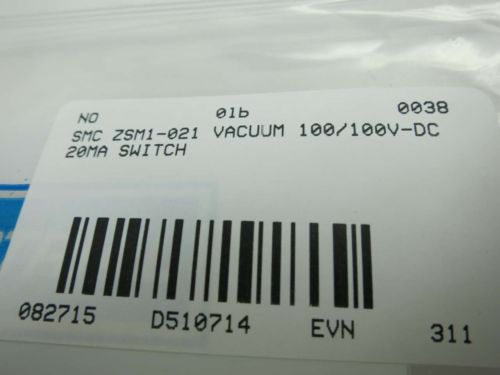 NO 01b 0038
SMC ZSM1-021 VACUUM 100/100V-DC
20MA SWITCH
082715 D510714 EVN 311